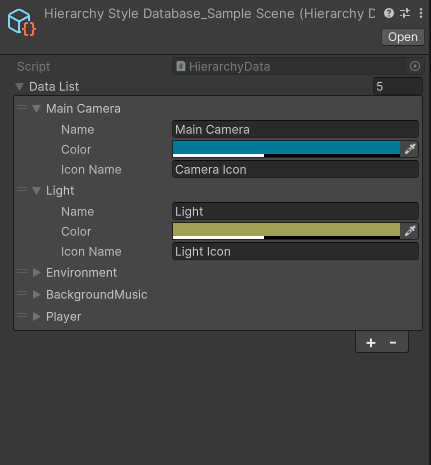 Hierarchy Style Database_Sample Scene (Hierarchy D
Open
Script HierarchyData
Data List 5
Main Camera
Name Main Camera
Color
Icon Name Camera Icon
Light
Name Light
Color
Icon Name Light Icon
Environment
BackgroundMusic
Player
+ -